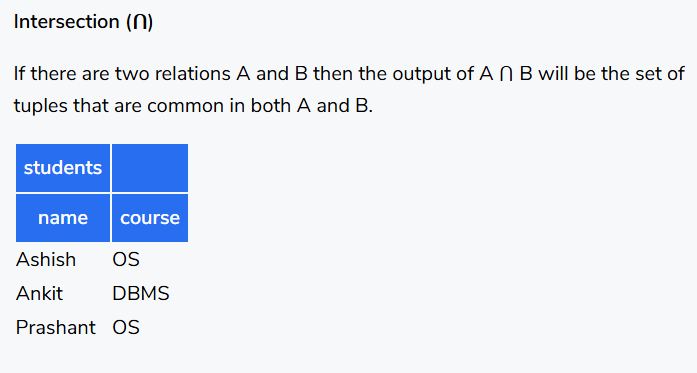 Intersection (⋂)
If there are two relations A and B then the output of A ⋂ B will be the set of
tuples that are common in both A and B.
students
name course
Ashish OS
Ankit DBMS
Prashant OS